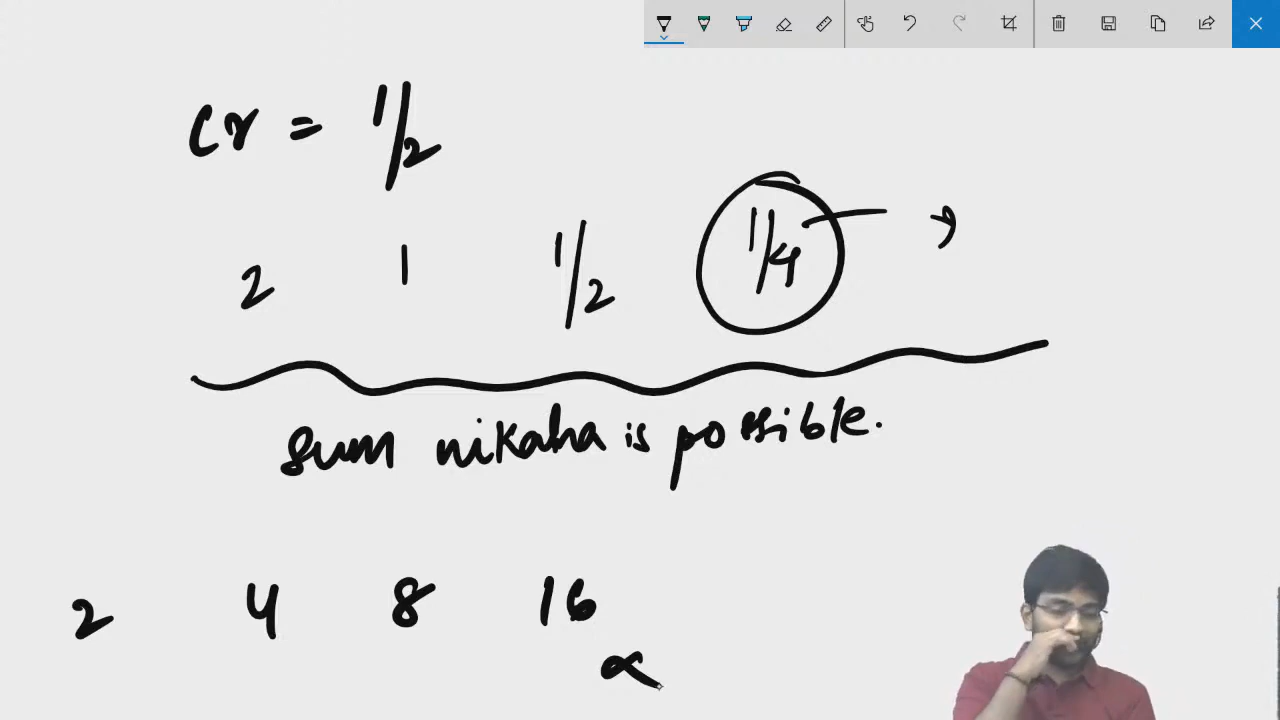 cr = 1/2
2 1 1/2 1/4 →
sum nikalna is possible.
2 4 8 16
∝